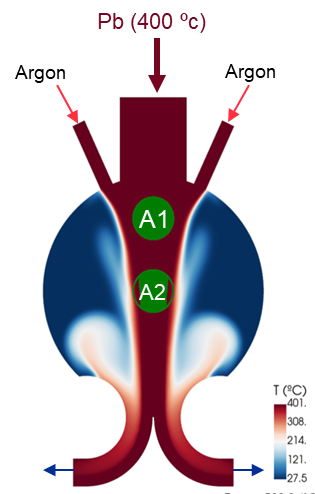 Pb (400 ºc)
Argon
Argon
A1
A2
T (ºC)
401.
308.
214.
121.
27.5